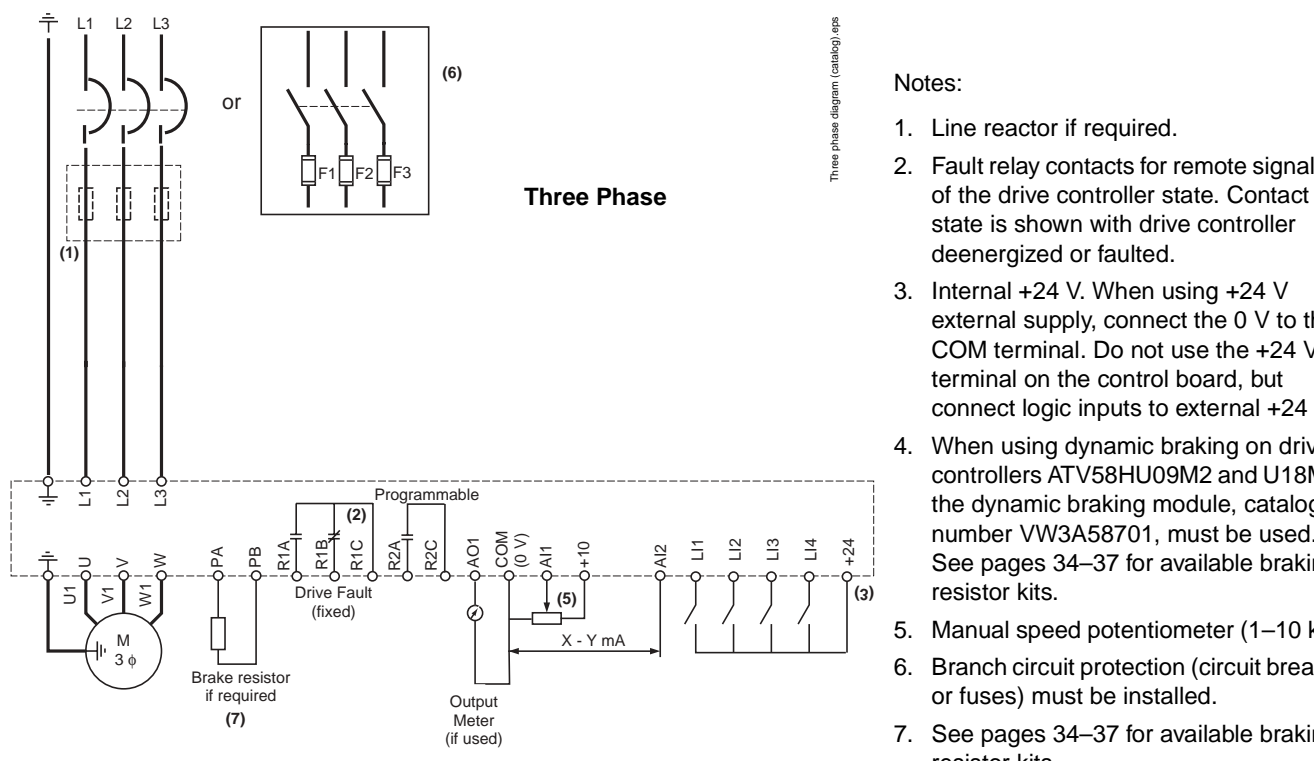 L1 L2 L3
or
(6)
F1 F2 F3
Three Phase
Three phase diagram (catalog).eps
(1)
L1 L2 L3
Programmable
(2)
U V W PA PB R1A R1B R1C R2A R2C AO1 COM (0 V) AI1 +10 AI2 LI1 LI2 LI3 LI4 +24
U1 V1 W1
Drive Fault
(fixed)
(5)
(3)
M
3 ϕ
X - Y mA
Brake resistor
if required
(7)
Output
Meter
(if used)
Notes:
1. Line reactor if required.
2. Fault relay contacts for remote signal
of the drive controller state. Contact
state is shown with drive controller
deenergized or faulted.
3. Internal +24 V. When using +24 V
external supply, connect the 0 V to
COM terminal. Do not use the +24
terminal on the control board, but
connect logic inputs to external +24
4. When using dynamic braking on
controllers ATV58HU09M2 and
the dynamic braking module,
number VW3A58701, must be used.
See pages 34–37 for available
resistor kits.
5. Manual speed potentiometer (1–10
6. Branch circuit protection (circuit
or fuses) must be installed.
7. See pages 34–37 for available